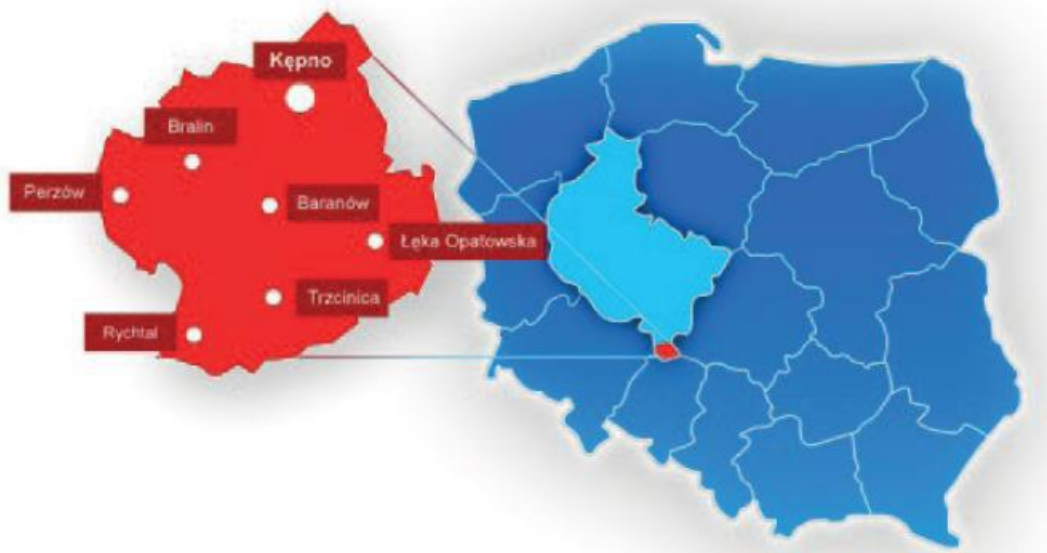 Kępno
Bralin
Perzów
Baranów
Łęka Opatowska
Trzcinica
Rychtal